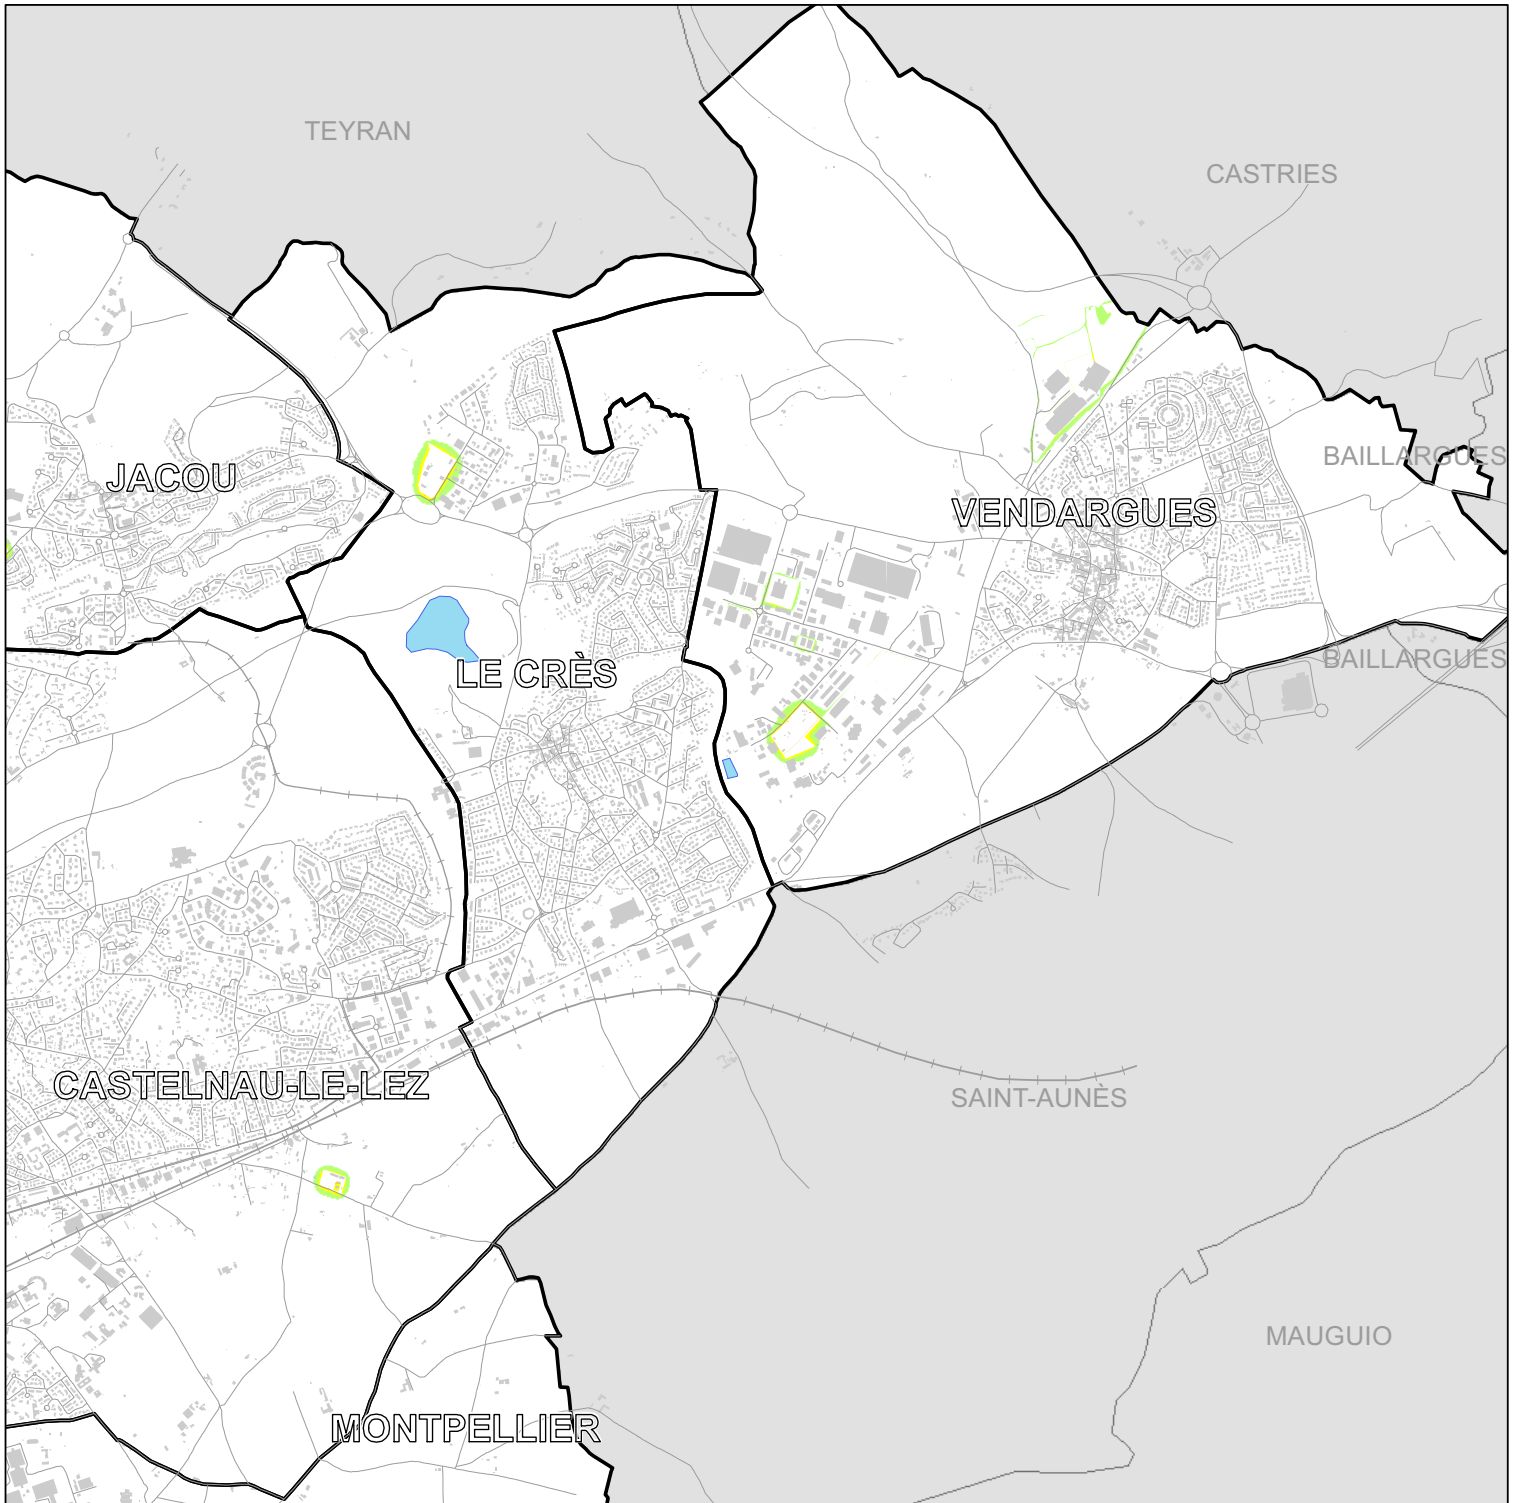 TEYRAN
CASTRIES
BAILLARGUES
JACOU
VENDARGUES
BAILLARGUES
LE CRÈS
CASTELNAU-LE-LEZ
SAINT-AUNÈS
MAUGUIO
MONTPELLIER